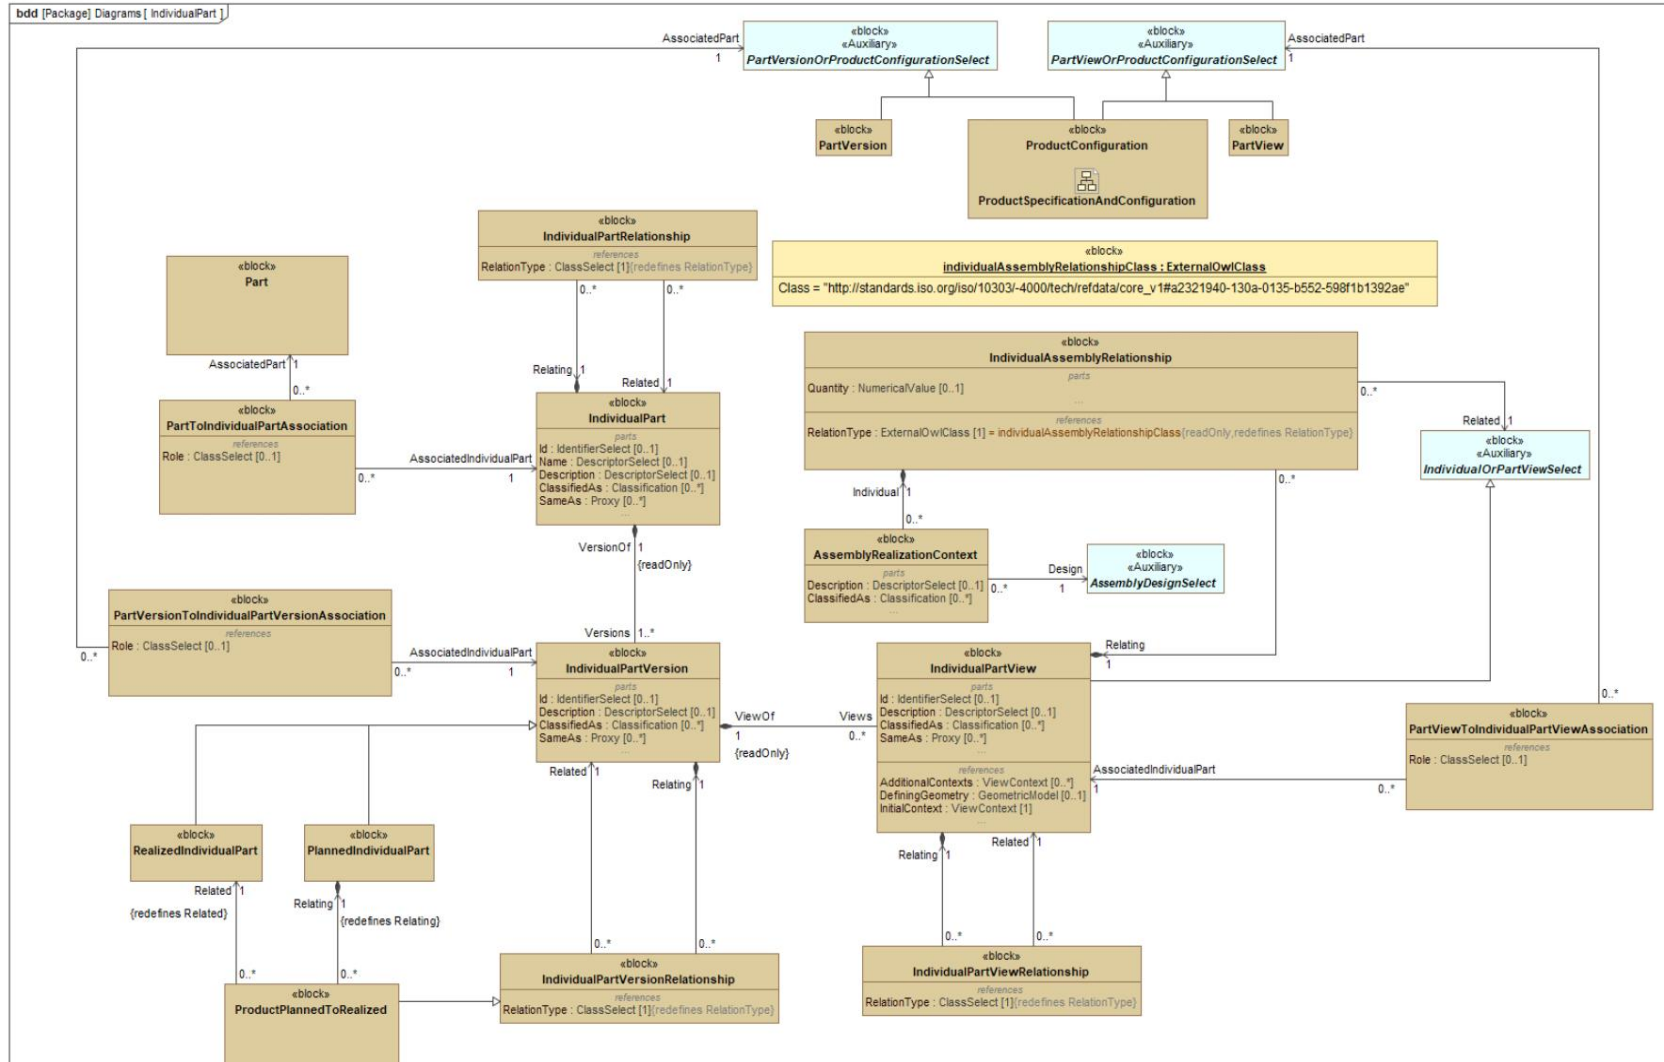 bdd [Package] Diagrams [ IndividualPart ]
AssociatedPart
1
«block»
«Auxiliary»
PartVersionOrProductConfigurationSelect
«block»
«Auxiliary»
PartViewOrProductConfigurationSelect
AssociatedPart
1
«block»
PartVersion
«block»
ProductConfiguration
ProductSpecificationAndConfiguration
«block»
PartView
«block»
IndividualPartRelationship
references
RelationType : ClassSelect [1]{redefines RelationType}
0..*
0..*
«block»
individualAssemblyRelationshipClass : ExternalOwlClass
Class = "http://standards.iso.org/iso/10303/-4000/tech/refdata/core_v1#a2321940-130a-0135-b552-598f1b1392ae"
«block»
Part
AssociatedPart
1
0..*
Relating
1
Related
1
«block»
IndividualAssemblyRelationship
parts
Quantity : NumericalValue [0..1]
...
references
RelationType : ExternalOwlClass [1] = individualAssemblyRelationshipClass{readOnly,redefines RelationType}
0..*
Related
1
«block»
«Auxiliary»
IndividualOrPartViewSelect
«block»
PartToIndividualPartAssociation
references
Role : ClassSelect [0..1]
0..*
AssociatedIndividualPart
1
«block»
IndividualPart
parts
Id : IdentifierSelect [0..1]
Name : DescriptorSelect [0..1]
Description : DescriptorSelect [0..1]
ClassifiedAs : Classification [0..*]
SameAs : Proxy [0..*]
...
Individual
1
0..*
0..*
«block»
AssemblyRealizationContext
parts
Description : DescriptorSelect [0..1]
ClassifiedAs : Classification [0..*]
...
0..*
Design
1
«block»
«Auxiliary»
AssemblyDesignSelect
VersionOf
1
{readOnly}
Versions
1..*
«block»
PartVersionToIndividualPartVersionAssociation
references
Role : ClassSelect [0..1]
0..*
0..*
AssociatedIndividualPart
1
«block»
IndividualPartVersion
parts
Id : IdentifierSelect [0..1]
Description : DescriptorSelect [0..1]
ClassifiedAs : Classification [0..*]
SameAs : Proxy [0..*]
...
ViewOf
1
{readOnly}
Views
0..*
«block»
IndividualPartView
parts
Id : IdentifierSelect [0..1]
Description : DescriptorSelect [0..1]
ClassifiedAs : Classification [0..*]
SameAs : Proxy [0..*]
...
references
AdditionalContexts : ViewContext [0..*]
DefiningGeometry : GeometricModel [0..1]
InitialContext : ViewContext [1]
...
Relating
1
0..*
«block»
PartViewToIndividualPartViewAssociation
references
Role : ClassSelect [0..1]
AssociatedIndividualPart
1
0..*
Related
1
Relating
1
«block»
RealizedIndividualPart
«block»
PlannedIndividualPart
Relating
1
Related
1
Related
1
{redefines Related}
Relating
1
{redefines Relating}
0..*
0..*
0..*
0..*
0..*
0..*
«block»
ProductPlannedToRealized
«block»
IndividualPartVersionRelationship
references
RelationType : ClassSelect [1]{redefines RelationType}
«block»
IndividualPartViewRelationship
references
RelationType : ClassSelect [1]{redefines RelationType}